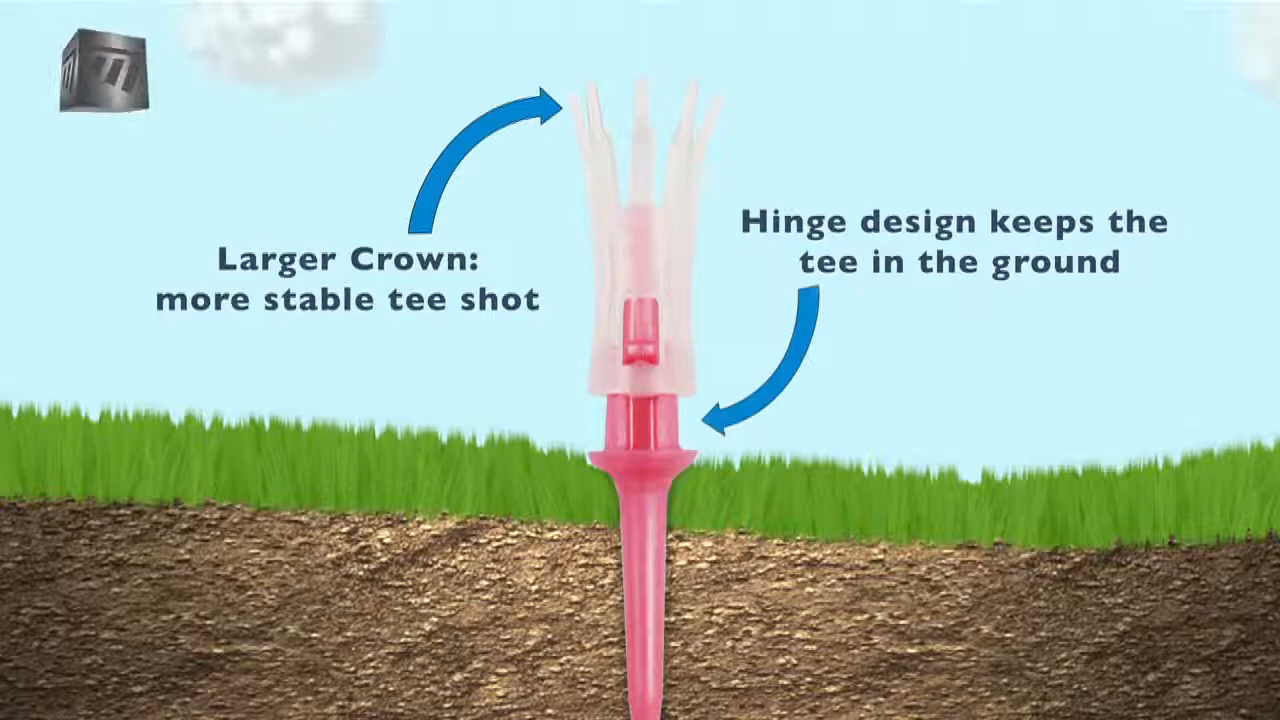 Larger Crown:
more stable tee shot
Hinge design keeps the
tee in the ground